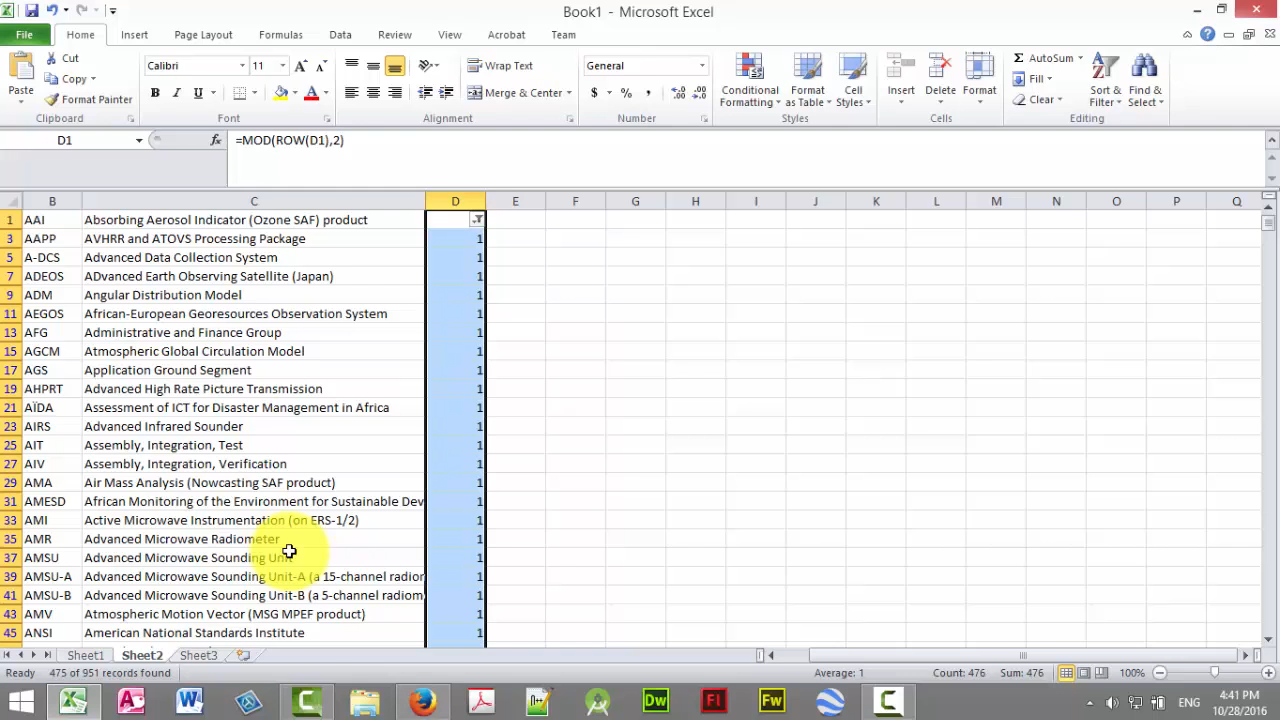 Book1 - Microsoft Excel
File Home Insert Page Layout Formulas Data Review View Acrobat Team
Paste
Cut
Copy
Format Painter
Clipboard
Calibri 11
B I U
Font
Wrap Text
Merge & Center
Alignment
General
$ % ,
Number
Conditional Formatting
Format as Table
Cell Styles
Styles
Insert
Delete
Format
Cells
AutoSum
Fill
Clear
Sort & Filter
Find & Select
Editing
D1 fx =MOD(ROW(D1),2)
B C D E F G H I J K L M N O P Q
1 AAI Absorbing Aerosol Indicator (Ozone SAF) product
3 AAPP AVHRR and ATOVS Processing Package 1
5 A-DCS Advanced Data Collection System 1
7 ADEOS ADvanced Earth Observing Satellite (Japan) 1
9 ADM Angular Distribution Model 1
11 AEGOS African-European Georesources Observation System 1
13 AFG Administrative and Finance Group 1
15 AGCM Atmospheric Global Circulation Model 1
17 AGS Application Ground Segment 1
19 AHPRT Advanced High Rate Picture Transmission 1
21 AÏDA Assessment of ICT for Disaster Management in Africa 1
23 AIRS Advanced Infrared Sounder 1
25 AIT Assembly, Integration, Test 1
27 AIV Assembly, Integration, Verification 1
29 AMA Air Mass Analysis (Nowcasting SAF product) 1
31 AMESD African Monitoring of the Environment for Sustainable Dev 1
33 AMI Active Microwave Instrumentation (on ERS-1/2) 1
35 AMR Advanced Microwave Radiometer 1
37 AMSU Advanced Microwave Sounding Unit 1
39 AMSU-A Advanced Microwave Sounding Unit-A (a 15-channel radion 1
41 AMSU-B Advanced Microwave Sounding Unit-B (a 5-channel radiom 1
43 AMV Atmospheric Motion Vector (MSG MPEF product) 1
45 ANSI American National Standards Institute 1
Sheet1 Sheet2 Sheet3
Ready 475 of 951 records found Average: 1 Count: 476 Sum: 476 100%
Dw Fl Fw
ENG
4:41 PM
10/28/2016